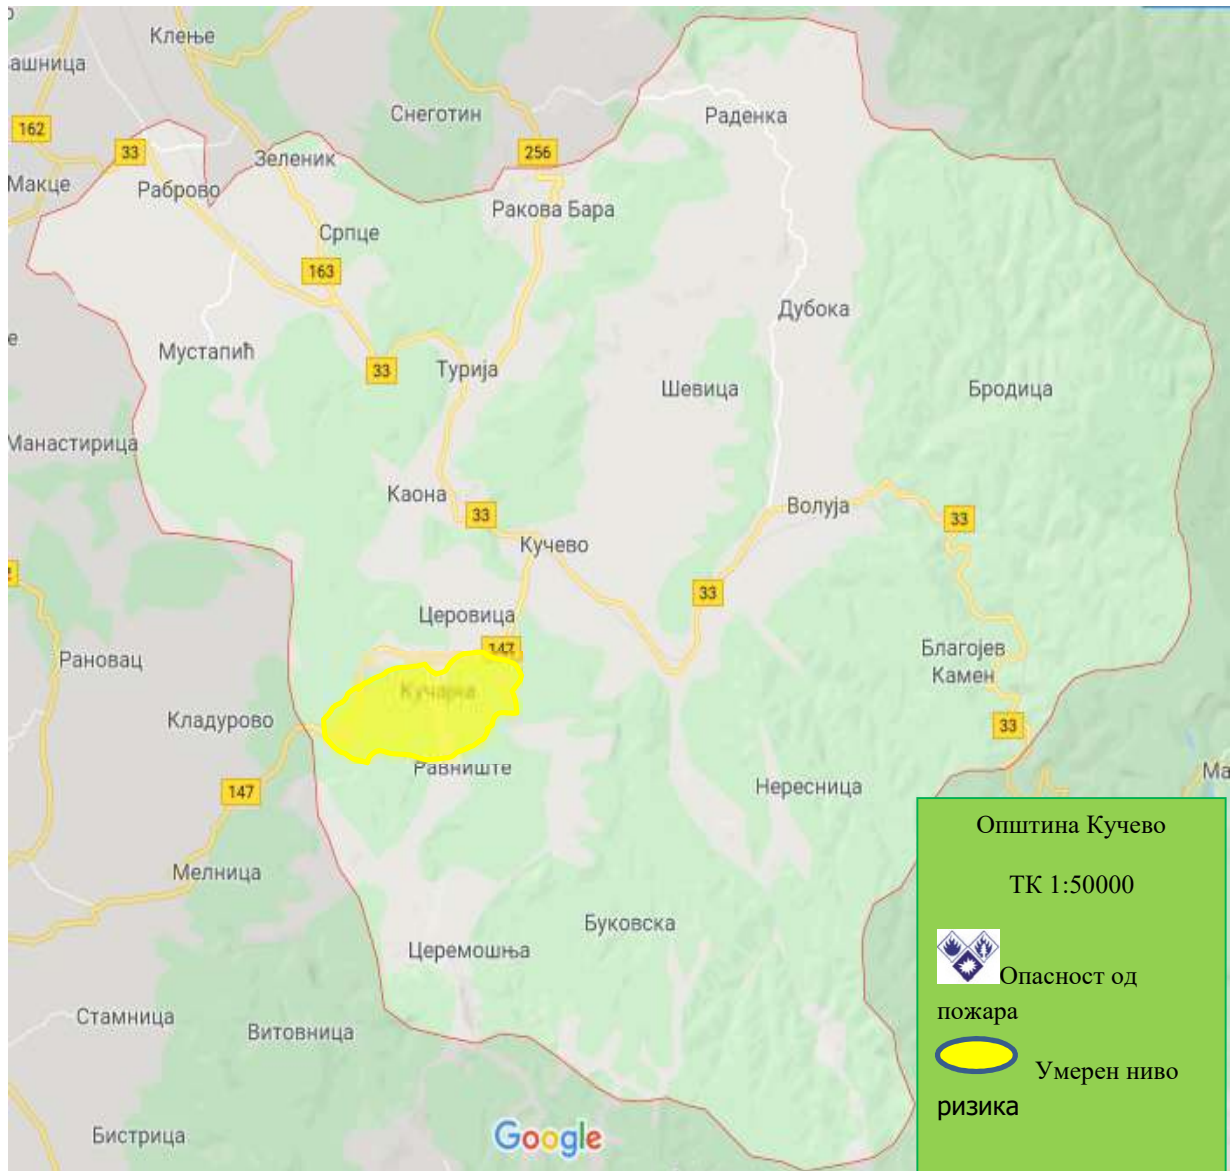 Клење
ашница
Раденка
Снеготин
162
33
256
Зеленик
Макце
Раброво
Ракова Бара
Српце
163
Дубока
е
Мустапић
33
Турија
Шевица
Бродица
Манастирица
Каона
33
Волуја
33
Кучево
33
Церовица
147
Благојев
Камен
Рановац
Кучајна
Кладурово
33
Равниште
Ма
Нересница
147
Општина Кучево
Мелница
ТК 1:50000
Буковска
Церемошња
Опасност од
пожара
Стамница
Витовница
Умерен ниво
ризика
Бистрица
Google